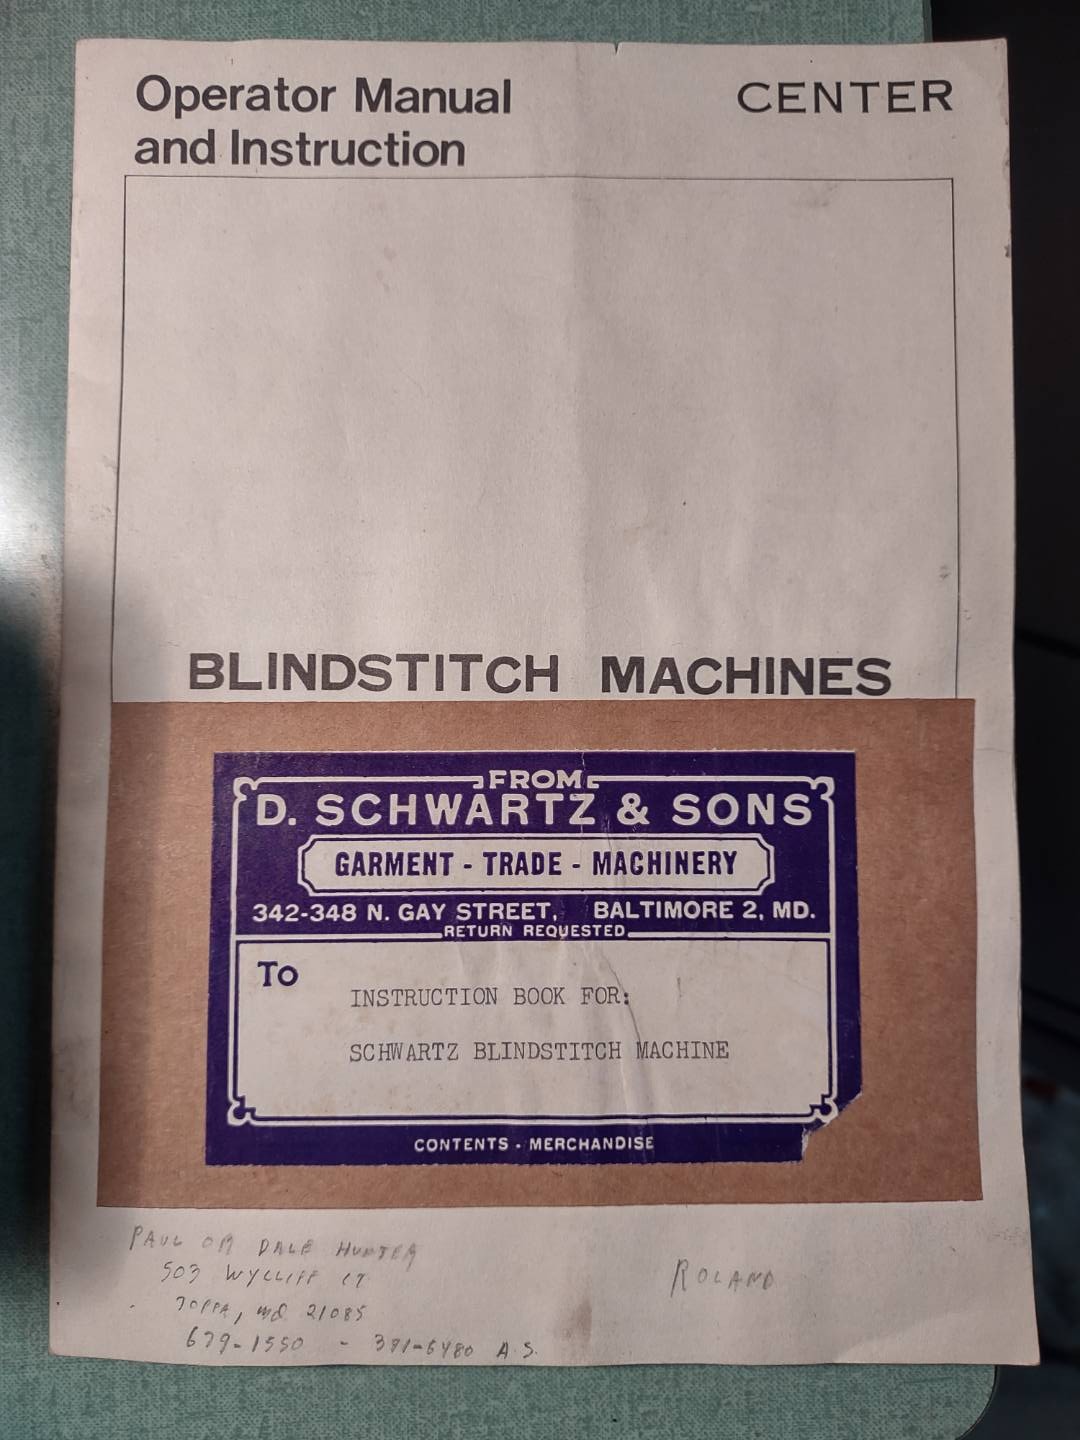 Operator Manual
and Instruction
CENTER
BLINDSTITCH MACHINES
FROM
D. SCHWARTZ & SONS
GARMENT - TRADE - MACHINERY
342-348 N. GAY STREET, BALTIMORE 2, MD.
RETURN REQUESTED
To
INSTRUCTION BOOK FOR:
SCHWARTZ BLINDSTITCH MACHINE
CONTENTS - MERCHANDISE
PAUL OR DALE HUNTER
503 WYCLIFF CT
JOPPA, MD 21085
679-1550 - 391-6480 A.S.
ROLAND